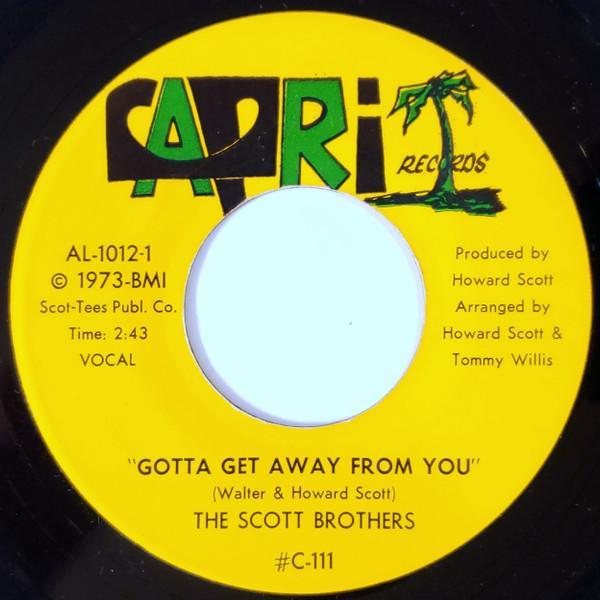 CAPRI
RECORDS
AL-1012-1
© 1973-BMI
Scot-Tees Publ. Co.
Time: 2:43
VOCAL
Produced by
Howard Scott
Arranged by
Howard Scott &
Tommy Willis
"GOTTA GET AWAY FROM YOU"
(Walter & Howard Scott)
THE SCOTT BROTHERS
#C-111